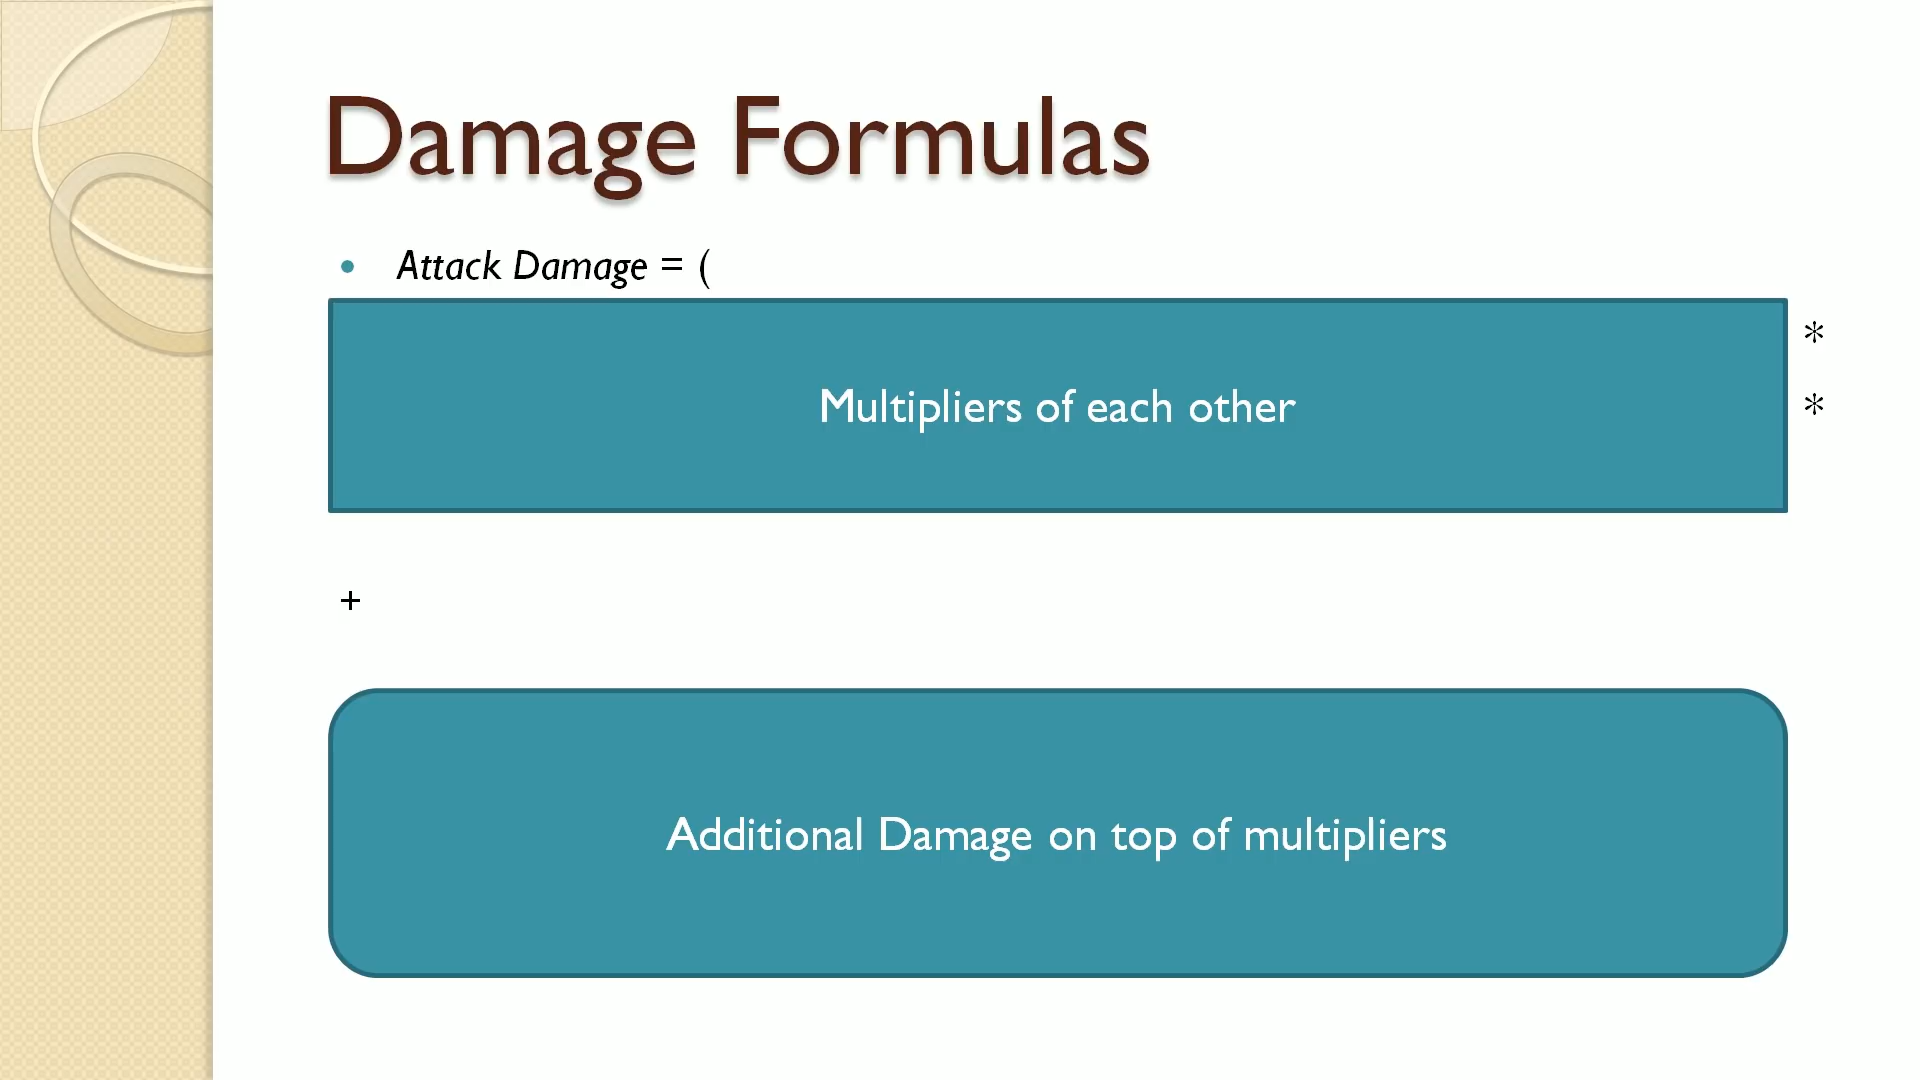 Damage Formulas
• Attack Damage = (
*
Multipliers of each other *
+
Additional Damage on top of multipliers